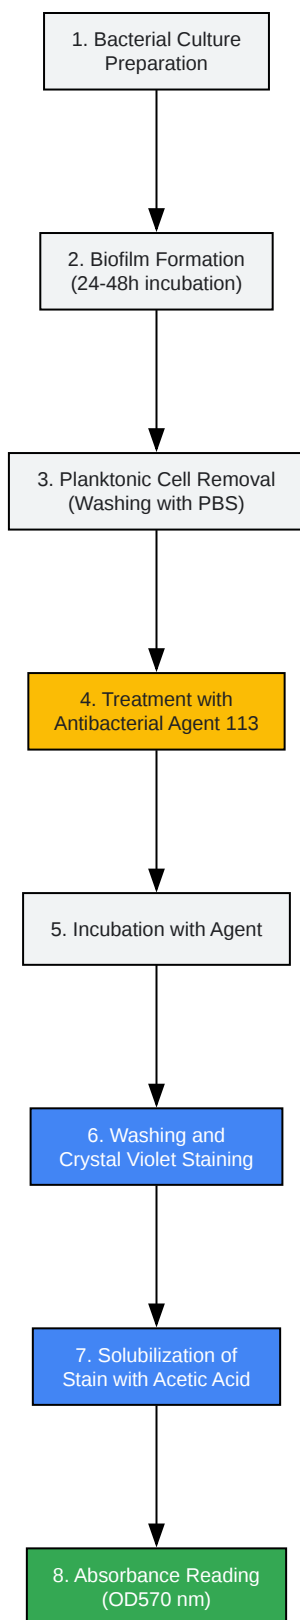 1. Bacterial Culture
Preparation
2. Biofilm Formation
(24-48h incubation)
3. Planktonic Cell Removal
(Washing with PBS)
4. Treatment with
Antibacterial Agent 113
5. Incubation with Agent
6. Washing and
Crystal Violet Staining
7. Solubilization of
Stain with Acetic Acid
8. Absorbance Reading
(OD570 nm)